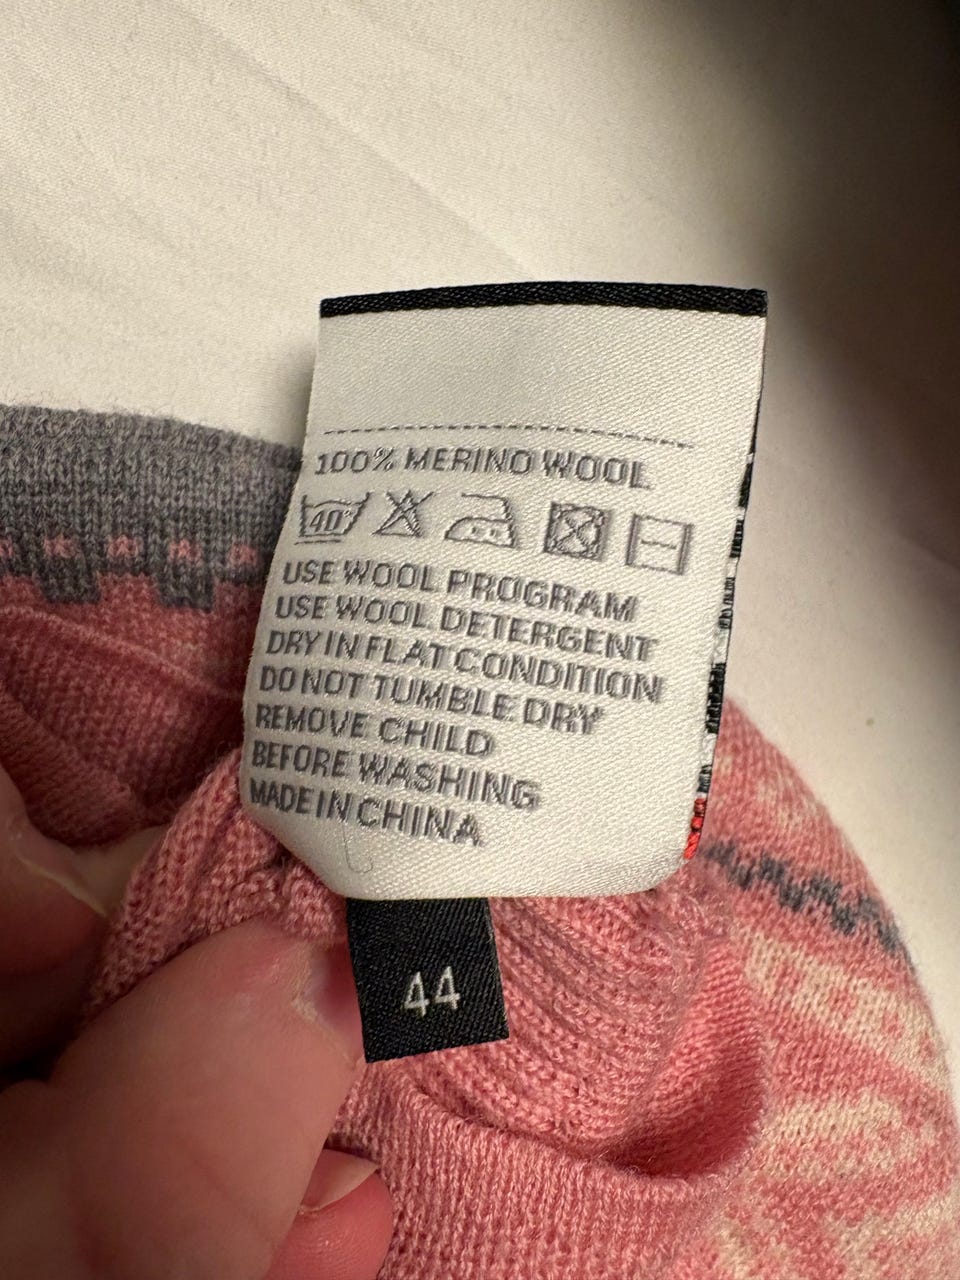 100% MERINO WOOL
40°
USE WOOL PROGRAM
USE WOOL DETERGENT
DRY IN FLAT CONDITION
DO NOT TUMBLE DRY
REMOVE CHILD
BEFORE WASHING
MADE IN CHINA
44